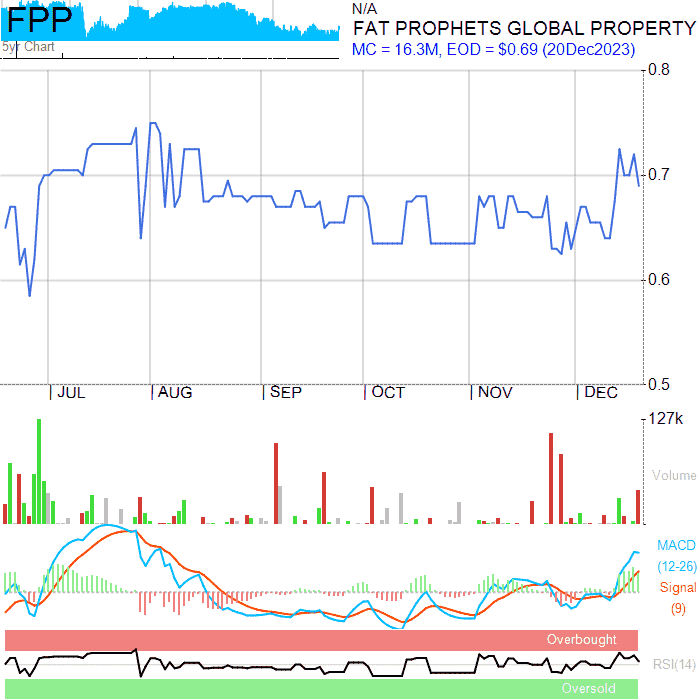 FPP
5yr Chart
N/A
FAT PROPHETS GLOBAL PROPERTY
MC = 16.3M, EOD = $0.69 (20Dec2023)
0.8
0.7
0.6
0.5
JUL AUG SEP OCT NOV DEC
127k
Volume
MACD
(12-26)
Signal
(9)
Overbought
RSI(14)
Oversold